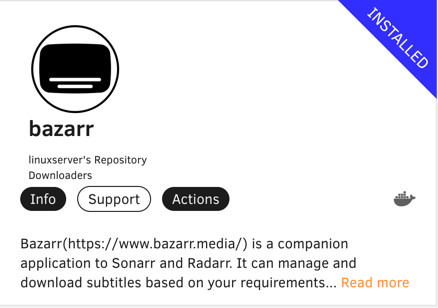 INSTALLED
bazarr
linuxserver's Repository
Downloaders
Info Support Actions
Bazarr(https://www.bazarr.media/) is a companion
application to Sonarr and Radarr. It can manage and
download subtitles based on your requirements... Read more